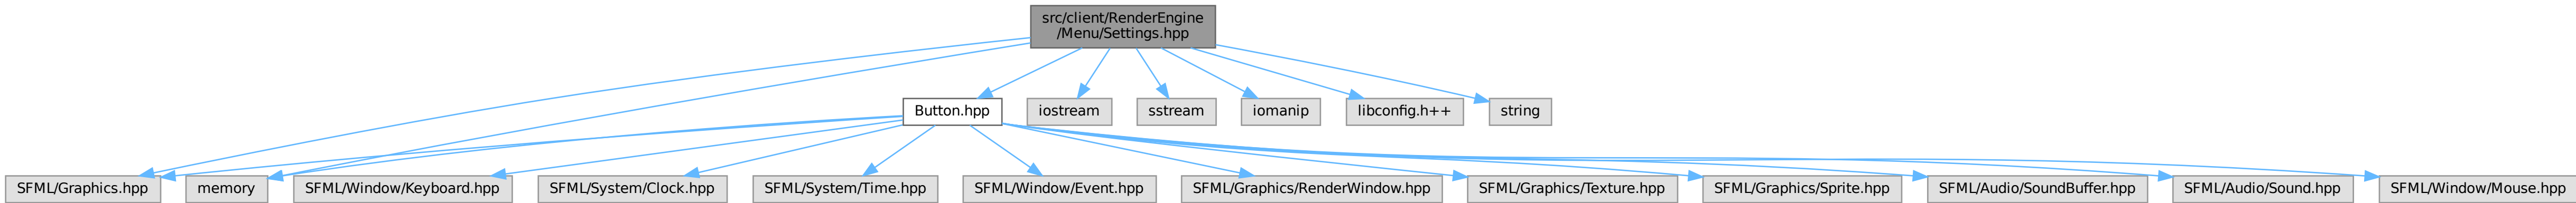 src/client/RenderEngine
/Menu/Settings.hpp
Button.hpp
iostream
sstream
iomanip
libconfig.h++
string
SFML/Graphics.hpp
memory
SFML/Window/Keyboard.hpp
SFML/System/Clock.hpp
SFML/System/Time.hpp
SFML/Window/Event.hpp
SFML/Graphics/RenderWindow.hpp
SFML/Graphics/Texture.hpp
SFML/Graphics/Sprite.hpp
SFML/Audio/SoundBuffer.hpp
SFML/Audio/Sound.hpp
SFML/Window/Mouse.hpp